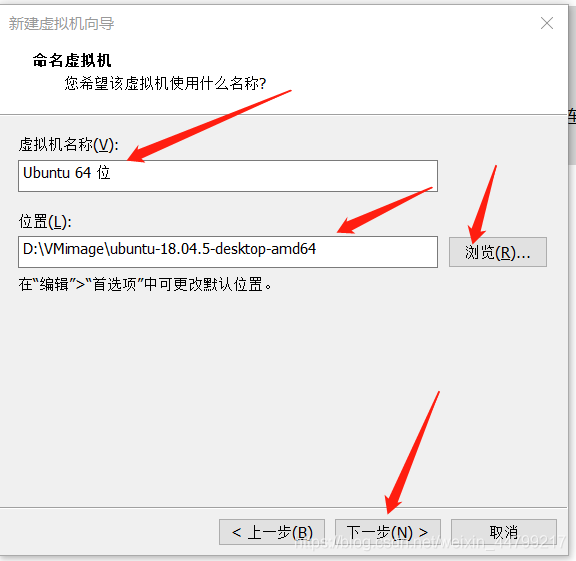 新建虚拟机向导
命名虚拟机
您希望该虚拟机使用什么名称?
虚拟机名称(V):
Ubuntu 64 位
位置(L):
D:\VMimage\ubuntu-18.04.5-desktop-amd64
浏览(R)...
在“编辑”>“首选项”中可更改默认位置。
< 上一步(B) 下一步(N) > 取消
https://blog.csdn.net/weixin_44799217